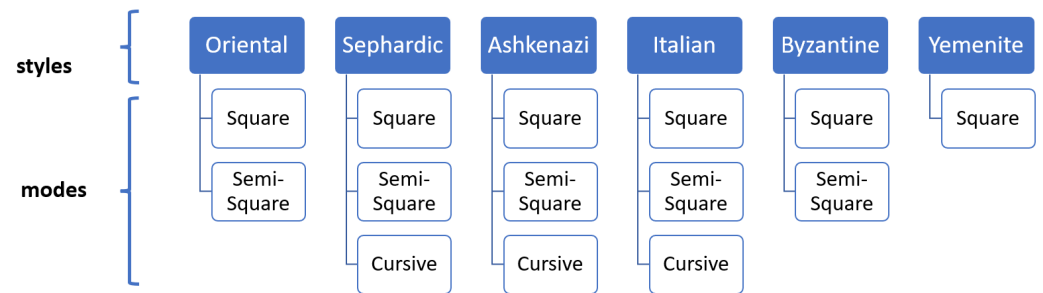 styles
Oriental
Sephardic
Ashkenazi
Italian
Byzantine
Yemenite
modes
Square
Square
Square
Square
Square
Square
Semi-
Square
Semi-
Square
Semi-
Square
Semi-
Square
Semi-
Square
Cursive
Cursive
Cursive